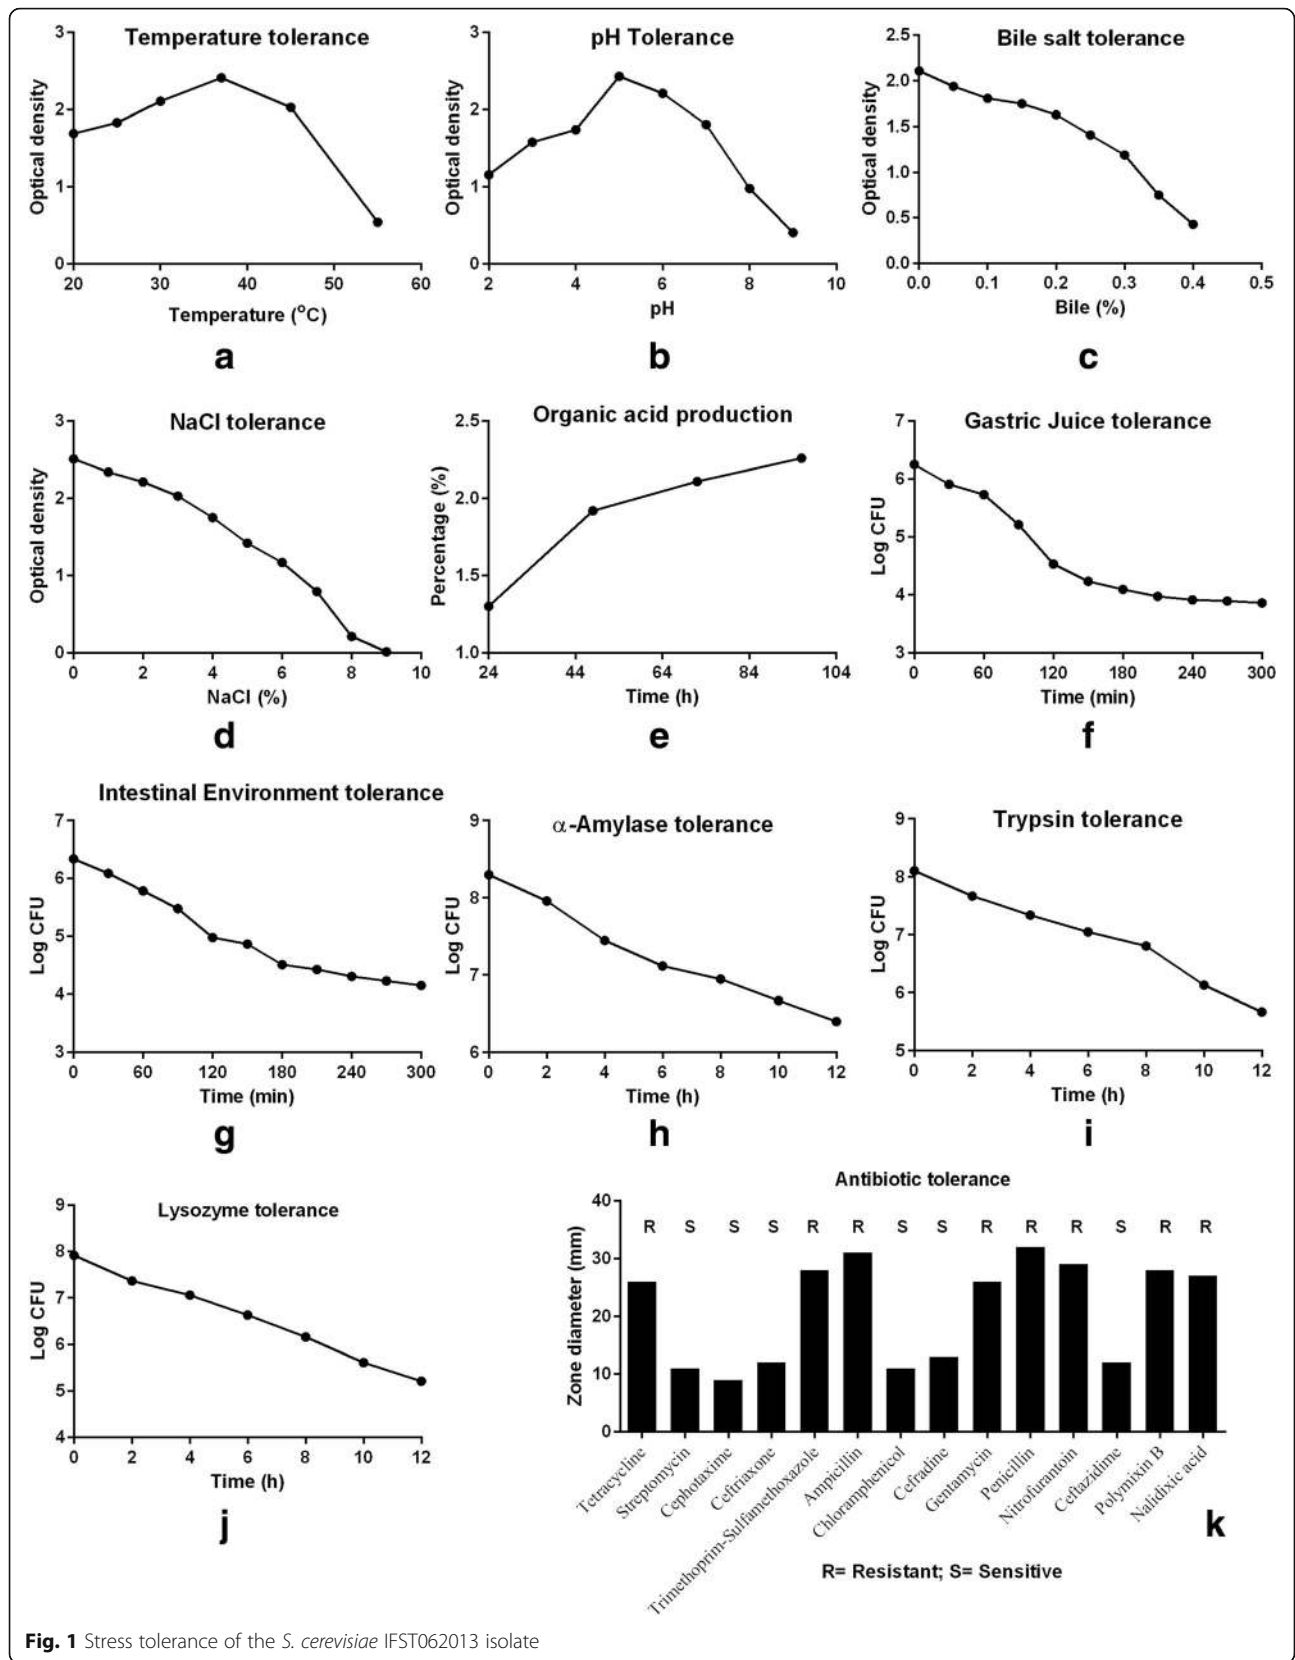 Temperature tolerance
Optical density
3
2
1
0
20 30 40 50 60
Temperature (°C)
a
pH Tolerance
Optical density
3
2
1
0
2 4 6 8 10
pH
b
Bile salt tolerance
Optical density
2.5
2.0
1.5
1.0
0.5
0.0
0.0 0.1 0.2 0.3 0.4 0.5
Bile (%)
c
NaCl tolerance
Optical density
3
2
1
0
0 2 4 6 8 10
NaCl (%)
d
Organic acid production
Percentage (%)
2.5
2.0
1.5
1.0
24 44 64 84 104
Time (h)
e
Gastric Juice tolerance
Log CFU
7
6
5
4
3
0 60 120 180 240 300
Time (min)
f
Intestinal Environment tolerance
Log CFU
7
6
5
4
3
0 60 120 180 240 300
Time (min)
g
α-Amylase tolerance
Log CFU
9
8
7
6
0 2 4 6 8 10 12
Time (h)
h
Trypsin tolerance
Log CFU
9
8
7
6
5
0 2 4 6 8 10 12
Time (h)
i
Lysozyme tolerance
Log CFU
9
8
7
6
5
4
0 2 4 6 8 10 12
Time (h)
j
Antibiotic tolerance
Zone diameter (mm)
40
30
20
10
0
R S S S R R S S R R R S R R
Tetracycline
Streptomycin
Cephotaxime
Ceftriaxone
Trimethoprim-Sulfamethoxazole
Ampicillin
Chloramphenicol
Cefradine
Gentamycin
Penicillin
Nitrofurantoin
Ceftazidime
Polymixin B
Nalidixic acid
k
R= Resistant; S= Sensitive
Fig. 1 Stress tolerance of the S. cerevisiae IFST062013 isolate